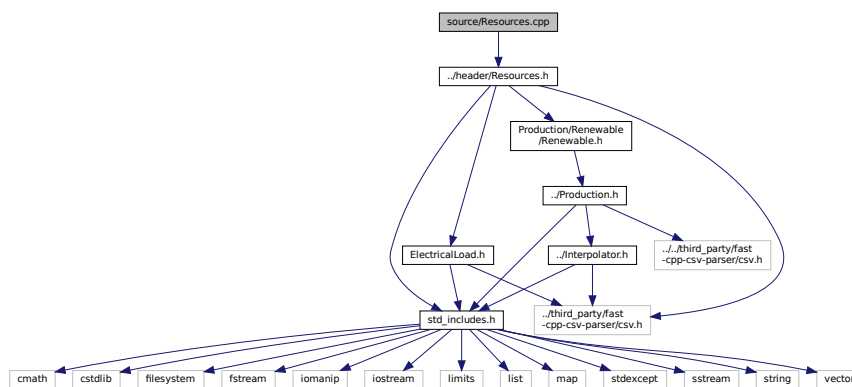 source/Resources.cpp
../header/Resources.h
Production/Renewable
/Renewable.h
../Production.h
ElectricalLoad.h
../Interpolator.h
../../third_party/fast
-cpp-csv-parser/csv.h
../third_party/fast
-cpp-csv-parser/csv.h
std_includes.h
cmath
cstdlib
filesystem
fstream
iomanip
iostream
limits
list
map
stdexcept
sstream
string
vector